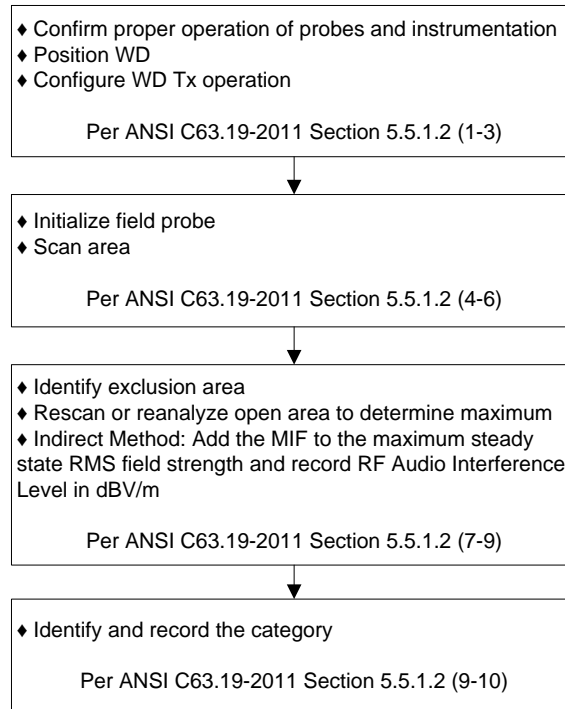 ♦ Confirm proper operation of probes and instrumentation
♦ Position WD
♦ Configure WD Tx operation
Per ANSI C63.19-2011 Section 5.5.1.2 (1-3)
♦ Initialize field probe
♦ Scan area
Per ANSI C63.19-2011 Section 5.5.1.2 (4-6)
♦ Identify exclusion area
♦ Rescan or reanalyze open area to determine maximum
♦ Indirect Method: Add the MIF to the maximum steady
state RMS field strength and record RF Audio Interference
Level in dBV/m
Per ANSI C63.19-2011 Section 5.5.1.2 (7-9)
♦ Identify and record the category
Per ANSI C63.19-2011 Section 5.5.1.2 (9-10)